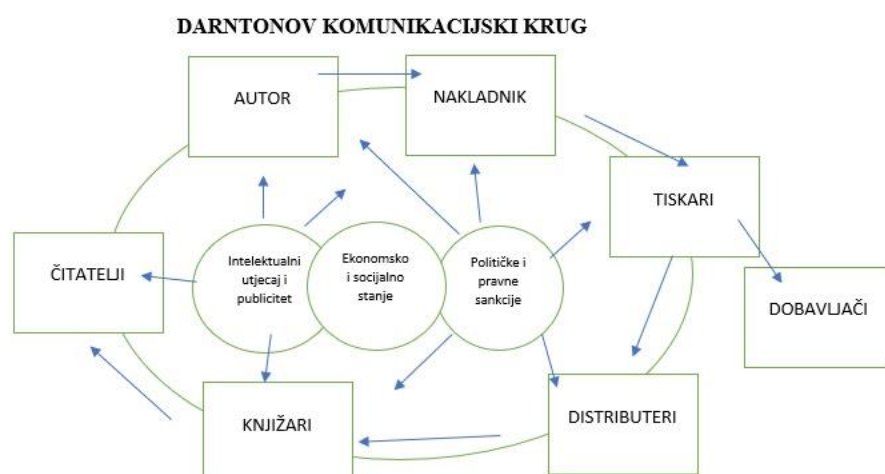 DARNTONOV KOMUNIKACIJSKI KRUG
AUTOR
NAKLADNIK
TISKARI
DOBAVLJAČI
ČITATELJI
Intelektualni
utjecaj i
publicitet
Ekonomsko
i socijalno
stanje
Političke i
pravne
sankcije
KNJIŽARI
DISTRIBUTERI